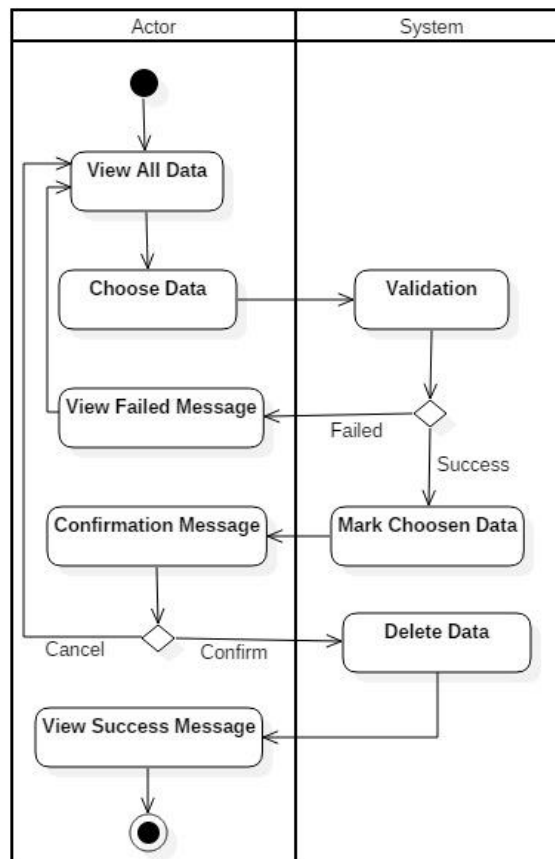 Actor
System
View All Data
Choose Data
Validation
View Failed Message
Failed
Success
Confirmation Message
Mark Choosen Data
Cancel
Confirm
Delete Data
View Success Message